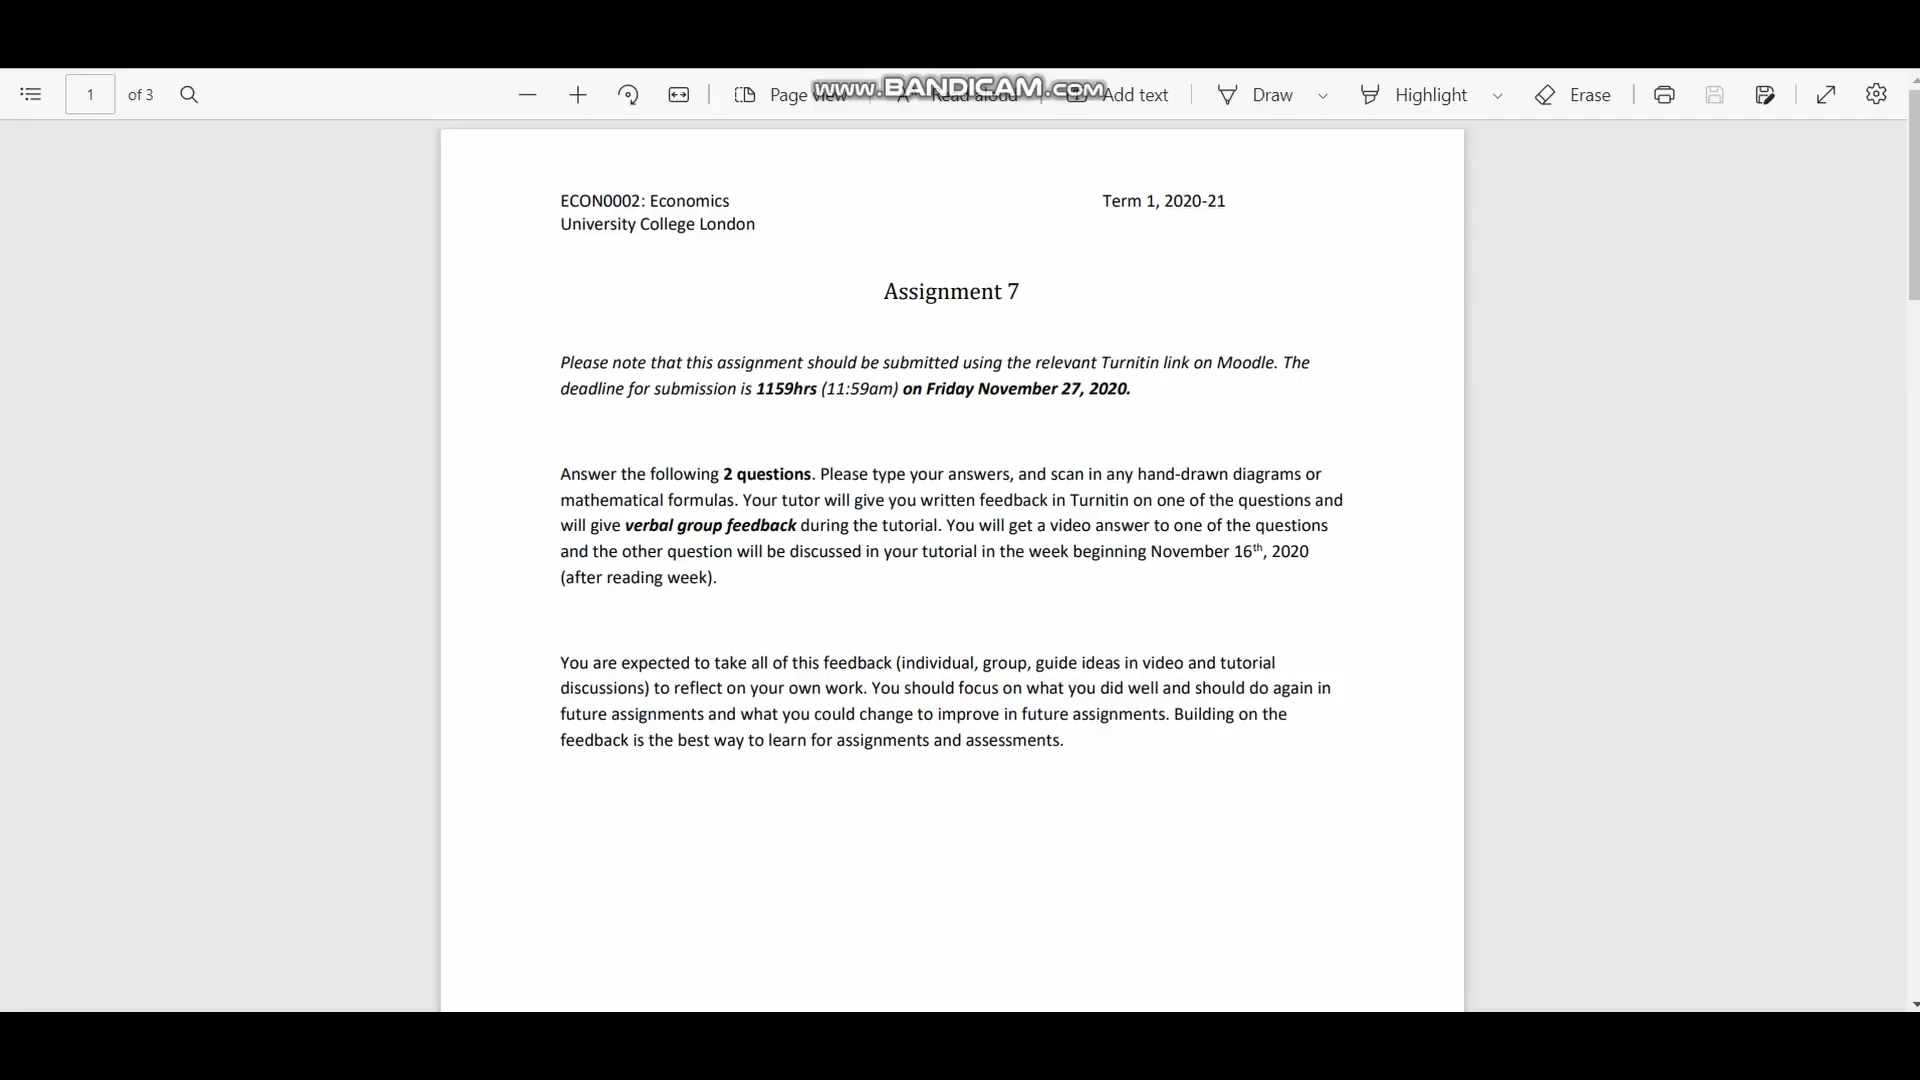 1 of 3 Page view Read aloud Add text Draw Highlight Erase
www.BANDICAM.com
ECON0002: Economics Term 1, 2020-21
University College London
Assignment 7
Please note that this assignment should be submitted using the relevant Turnitin link on Moodle. The
deadline for submission is 1159hrs (11:59am) on Friday November 27, 2020.
Answer the following 2 questions. Please type your answers, and scan in any hand-drawn diagrams or
mathematical formulas. Your tutor will give you written feedback in Turnitin on one of the questions and
will give verbal group feedback during the tutorial. You will get a video answer to one of the questions
and the other question will be discussed in your tutorial in the week beginning November 16th, 2020
(after reading week).
You are expected to take all of this feedback (individual, group, guide ideas in video and tutorial
discussions) to reflect on your own work. You should focus on what you did well and should do again in
future assignments and what you could change to improve in future assignments. Building on the
feedback is the best way to learn for assignments and assessments.